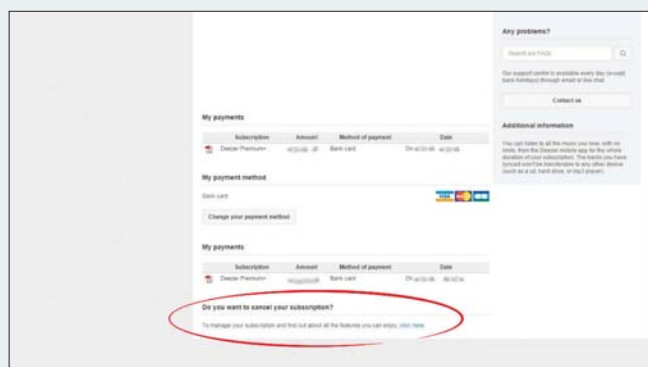 Any problems?
Search our FAQs
Our support centre is available every day (except
bank holidays) through email or live chat.
Contact us
Additional information
You can listen to all the music you love, with no
limits, from the Deezer mobile app for the whole
duration of your subscription. The tracks you have
synced won't be transferable to any other device
(such as a cd, hard drive, or mp3 player).
My payments
Subscription Amount Method of payment Date
Deezer Premium+ Bank card On
My payment method
Bank card VISA
Change your payment method
My payments
Subscription Amount Method of payment Date
Deezer Premium+ Bank card On
Do you want to cancel your subscription?
To manage your subscription and find out about all the features you can enjoy, click here.